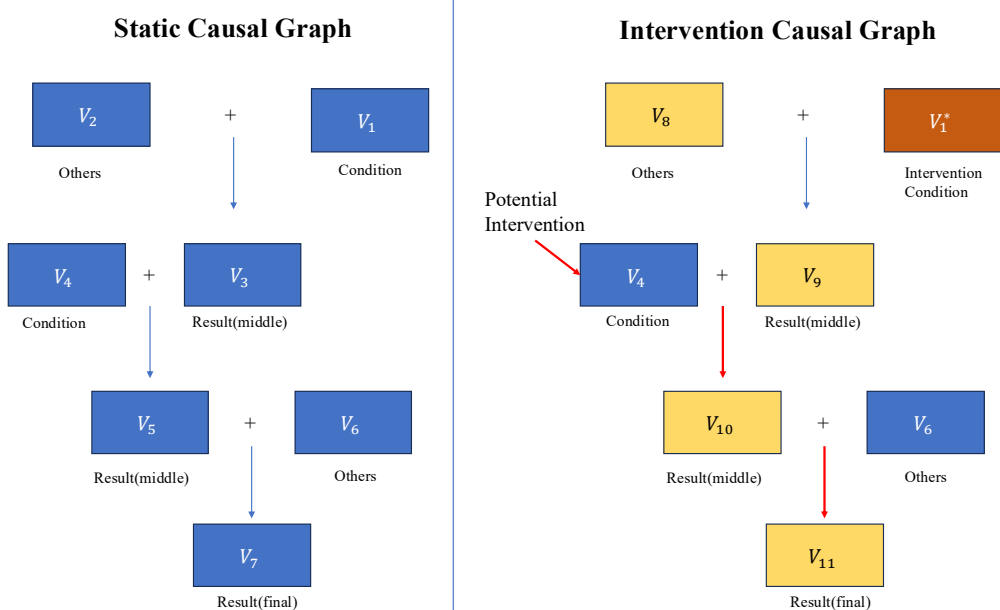 Static Causal Graph
V₂
+
V₁
Others
Condition
V₄
+
V₃
Condition
Result(middle)
V₅
+
V₆
Result(middle)
Others
V₇
Result(final)
Intervention Causal Graph
V₈
+
V₁*
Others
Intervention
Condition
Potential
Intervention
V₄
+
V₉
Condition
Result(middle)
V₁₀
+
V₆
Result(middle)
Others
V₁₁
Result(final)